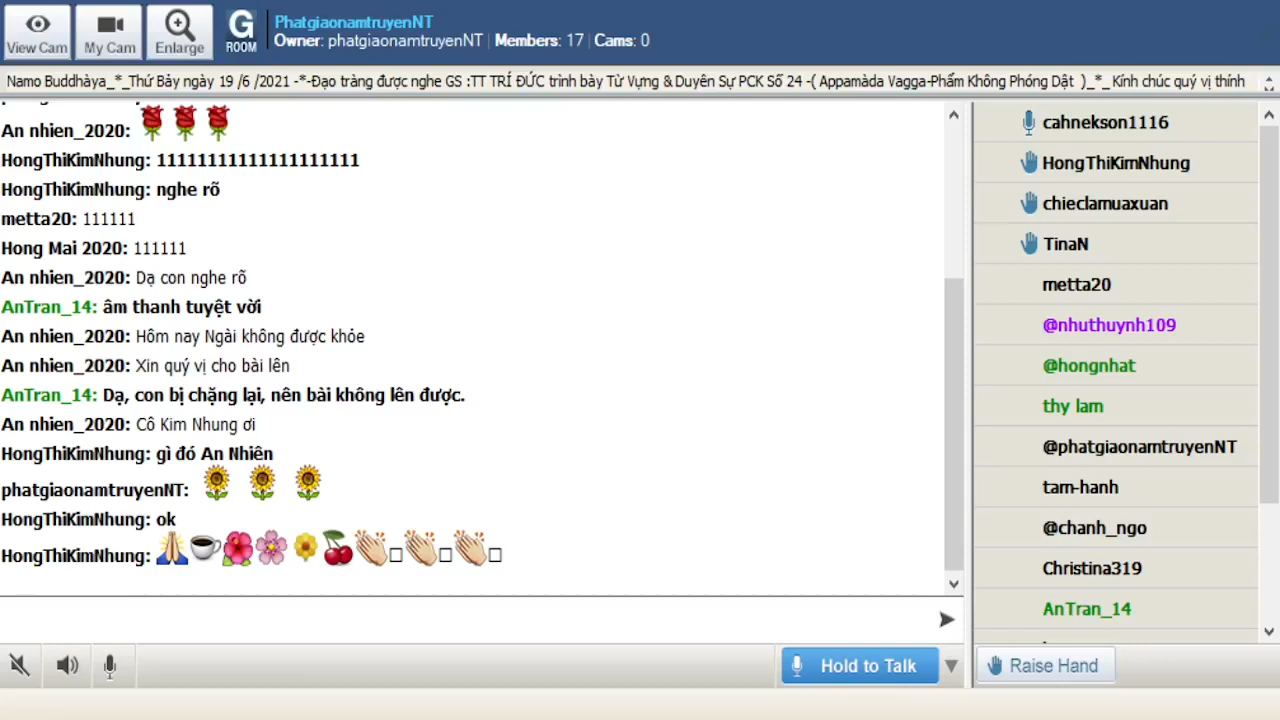 View Cam
My Cam
Enlarge
G
ROOM
PhatgiaonamtruyenNT
Owner: phatgiaonamtruyenNT | Members: 17 | Cams: 0
Namo Buddhàya_*_Thứ Bảy ngày 19 /6 /2021 -*-Đạo tràng được nghe GS :TT TRÍ ĐỨC trình bày Từ Vựng & Duyên Sự PCK Số 24 -( Appamàda Vagga-Phẩm Không Phóng Dật )_*_Kính chúc quý vị thính
An nhien_2020:
HongThiKimNhung: 11111111111111111111
HongThiKimNhung: nghe rõ
metta20: 111111
Hong Mai 2020: 111111
An nhien_2020: Dạ con nghe rõ
AnTran_14: âm thanh tuyệt vời
An nhien_2020: Hôm nay Ngài không được khỏe
An nhien_2020: Xin quý vị cho bài lên
AnTran_14: Dạ, con bị chặng lại, nên bài không lên được.
An nhien_2020: Cô Kim Nhung ơi
HongThiKimNhung: gì đó An Nhiên
phatgiaonamtruyenNT:
HongThiKimNhung: ok
HongThiKimNhung:
cahnekson1116
HongThiKimNhung
chieclamuaxuan
TinaN
metta20
@nhuthuynh109
@hongnhat
thy lam
@phatgiaonamtruyenNT
tam-hanh
@chanh_ngo
Christina319
AnTran_14
Hold to Talk
Raise Hand